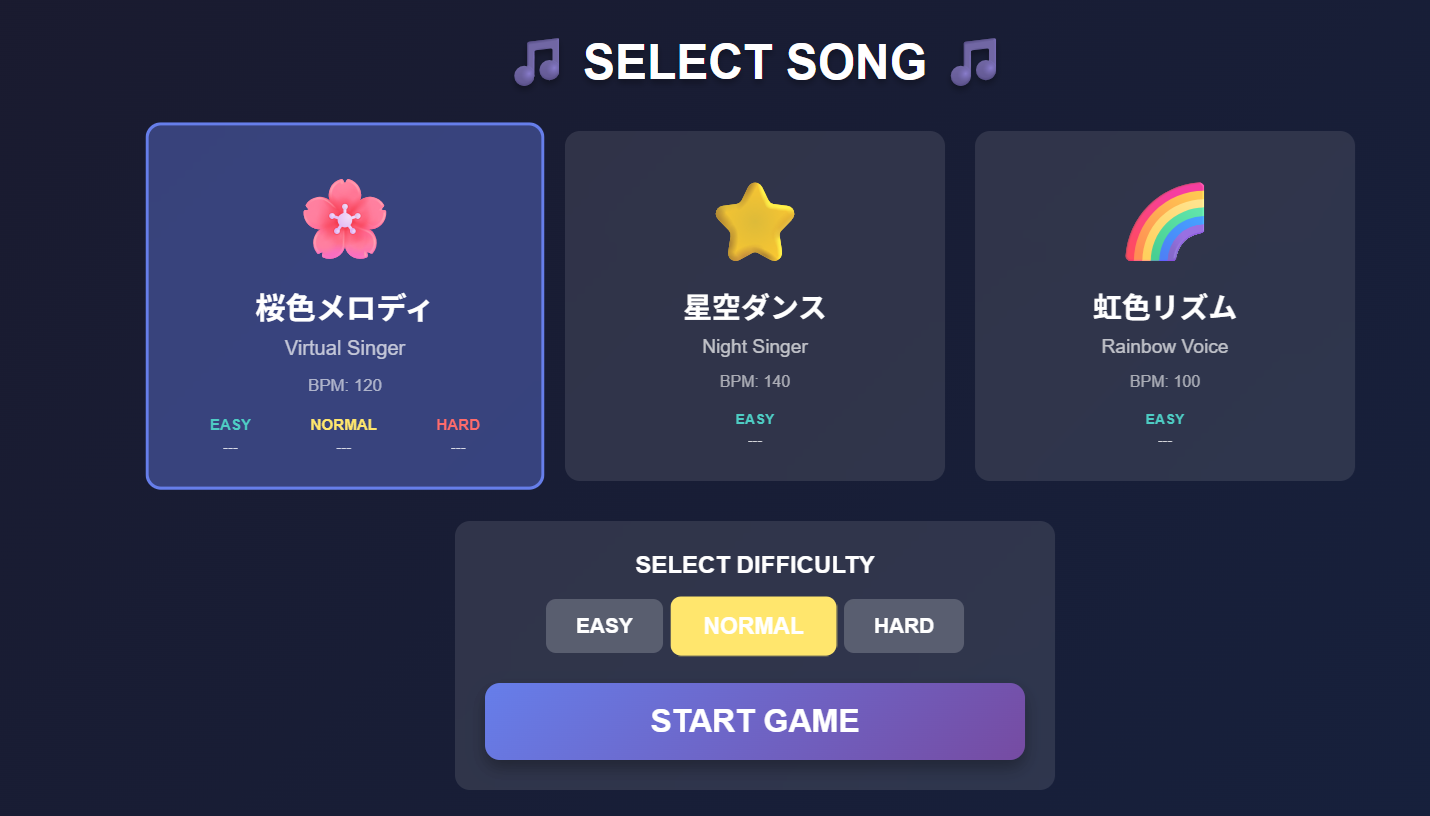 SELECT SONG
桜色メロディ
Virtual Singer
BPM: 120
EASY NORMAL HARD
--- --- ---
星空ダンス
Night Singer
BPM: 140
EASY
---
虹色リズム
Rainbow Voice
BPM: 100
EASY
---
SELECT DIFFICULTY
EASY NORMAL HARD
START GAME